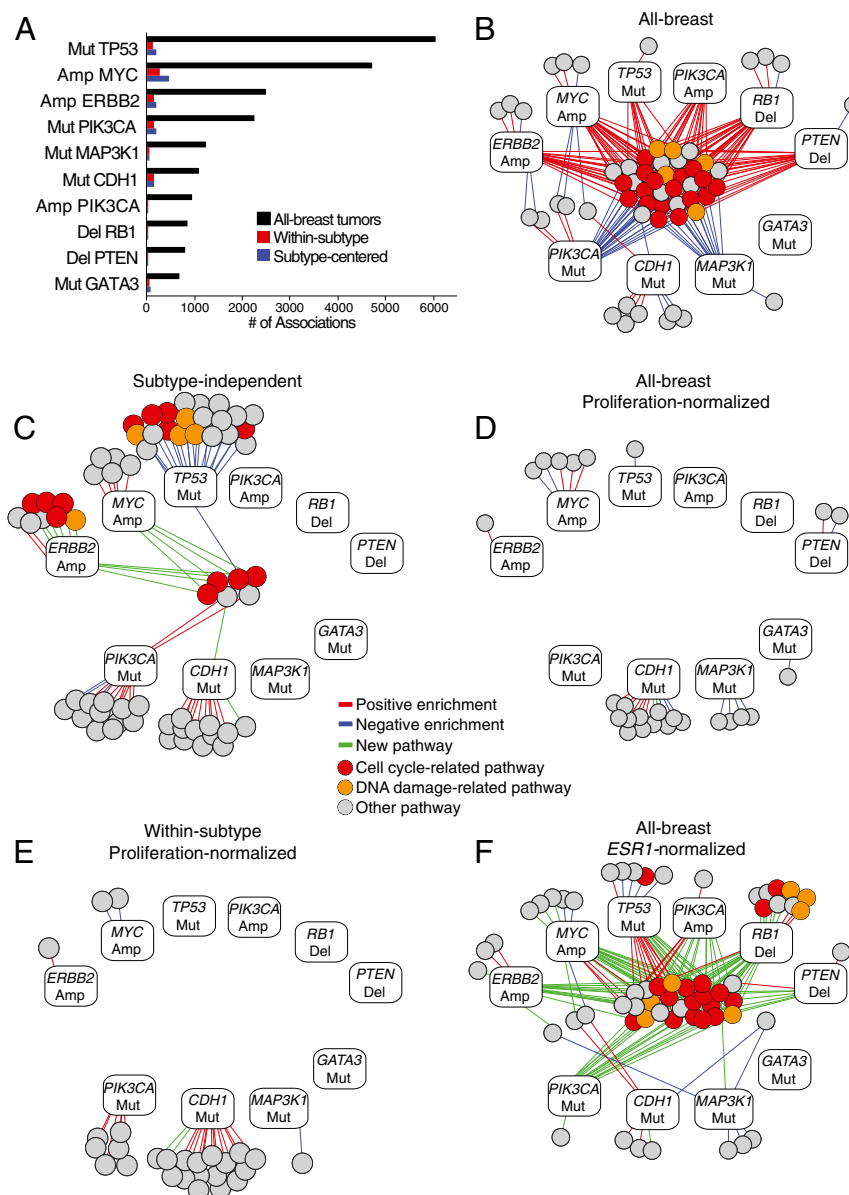 A
Mut TP53
Amp MYC
Amp ERBB2
Mut PIK3CA
Mut MAP3K1
Mut CDH1
Amp PIK3CA
Del RB1
Del PTEN
Mut GATA3
All-breast tumors
Within-subtype
Subtype-centered
0 1000 2000 3000 4000 5000 6000
# of Associations
B
All-breast
TP53
Mut
PIK3CA
Amp
MYC
Amp
RB1
Del
ERBB2
Amp
PTEN
Del
GATA3
Mut
PIK3CA
Mut
CDH1
Mut
MAP3K1
Mut
C
Subtype-independent
TP53
Mut
PIK3CA
Amp
MYC
Amp
RB1
Del
ERBB2
Amp
PTEN
Del
GATA3
Mut
PIK3CA
Mut
CDH1
Mut
MAP3K1
Mut
Positive enrichment
Negative enrichment
New pathway
Cell cycle-related pathway
DNA damage-related pathway
Other pathway
D
All-breast
Proliferation-normalized
TP53
Mut
PIK3CA
Amp
MYC
Amp
RB1
Del
ERBB2
Amp
PTEN
Del
GATA3
Mut
PIK3CA
Mut
CDH1
Mut
MAP3K1
Mut
E
Within-subtype
Proliferation-normalized
TP53
Mut
PIK3CA
Amp
MYC
Amp
RB1
Del
ERBB2
Amp
PTEN
Del
GATA3
Mut
PIK3CA
Mut
CDH1
Mut
MAP3K1
Mut
F
All-breast
ESR1-normalized
TP53
Mut
PIK3CA
Amp
MYC
Amp
RB1
Del
ERBB2
Amp
PTEN
Del
GATA3
Mut
PIK3CA
Mut
CDH1
Mut
MAP3K1
Mut